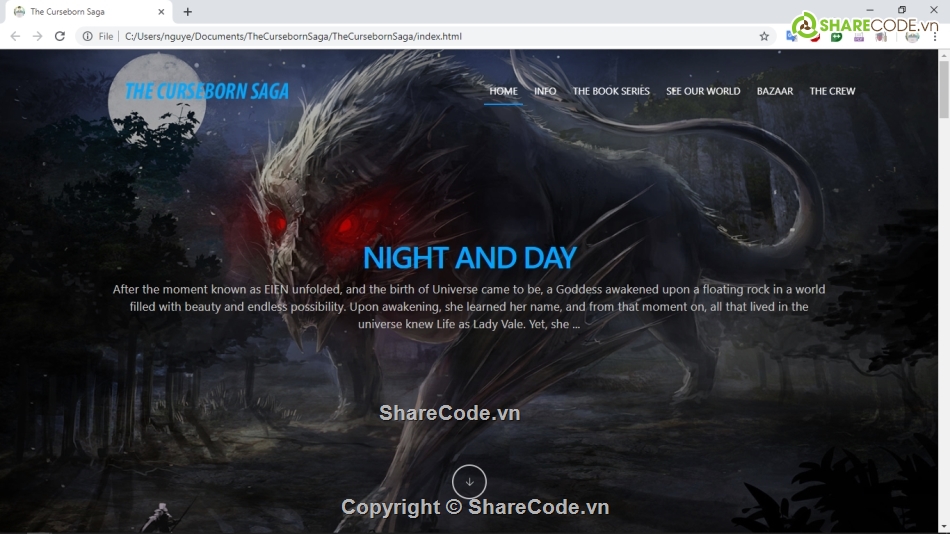 The Curseborn Saga
File
C:/Users/nguye/Documents/TheCursebornSaga/TheCursebornSaga/index.html
SHARECODE.vn
THE CURSEBORN SAGA
HOME INFO THE BOOK SERIES SEE OUR WORLD BAZAAR THE CREW
NIGHT AND DAY
After the moment known as EIEN unfolded, and the birth of Universe came to be, a Goddess awakened upon a floating rock in a world
filled with beauty and endless possibility. Upon awakening, she learned her name, and from that moment on, all that lived in the
universe knew Life as Lady Vale. Yet, she ...
ShareCode.vn
Copyright © ShareCode.vn